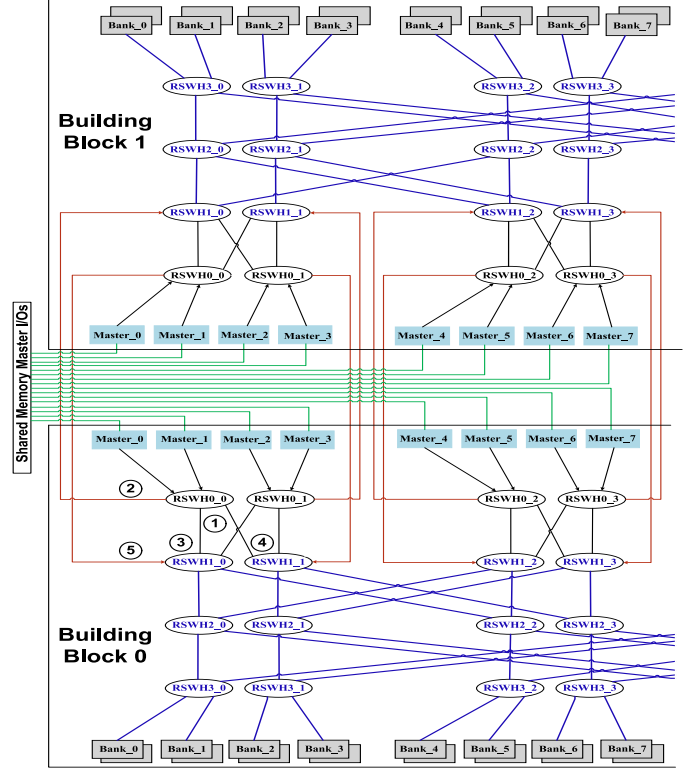 Bank_0 Bank_1 Bank_2 Bank_3 Bank_4 Bank_5 Bank_6 Bank_7
RSWH3_0 RSWH3_1 RSWH3_2 RSWH3_3
Building
Block 1
RSWH2_0 RSWH2_1 RSWH2_2 RSWH2_3
RSWH1_0 RSWH1_1 RSWH1_2 RSWH1_3
RSWH0_0 RSWH0_1 RSWH0_2 RSWH0_3
Master_0 Master_1 Master_2 Master_3 Master_4 Master_5 Master_6 Master_7
Shared Memory Master I/Os
Master_0 Master_1 Master_2 Master_3 Master_4 Master_5 Master_6 Master_7
2
RSWH0_0 RSWH0_1 RSWH0_2 RSWH0_3
1
5 3 4
RSWH1_0 RSWH1_1 RSWH1_2 RSWH1_3
RSWH2_0 RSWH2_1 RSWH2_2 RSWH2_3
Building
Block 0
RSWH3_0 RSWH3_1 RSWH3_2 RSWH3_3
Bank_0 Bank_1 Bank_2 Bank_3 Bank_4 Bank_5 Bank_6 Bank_7